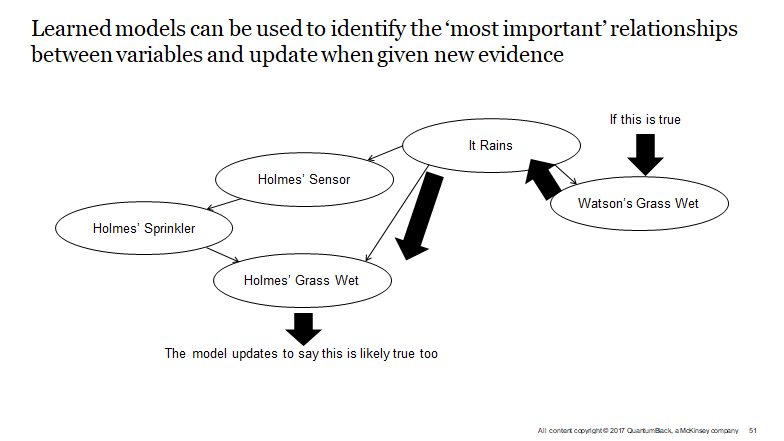 Learned models can be used to identify the ‘most important’ relationships
between variables and update when given new evidence
If this is true
It Rains
Holmes’ Sensor
Watson’s Grass Wet
Holmes’ Sprinkler
Holmes’ Grass Wet
The model updates to say this is likely true too
All content copyright © 2017 QuantumBlack, a McKinsey company 51